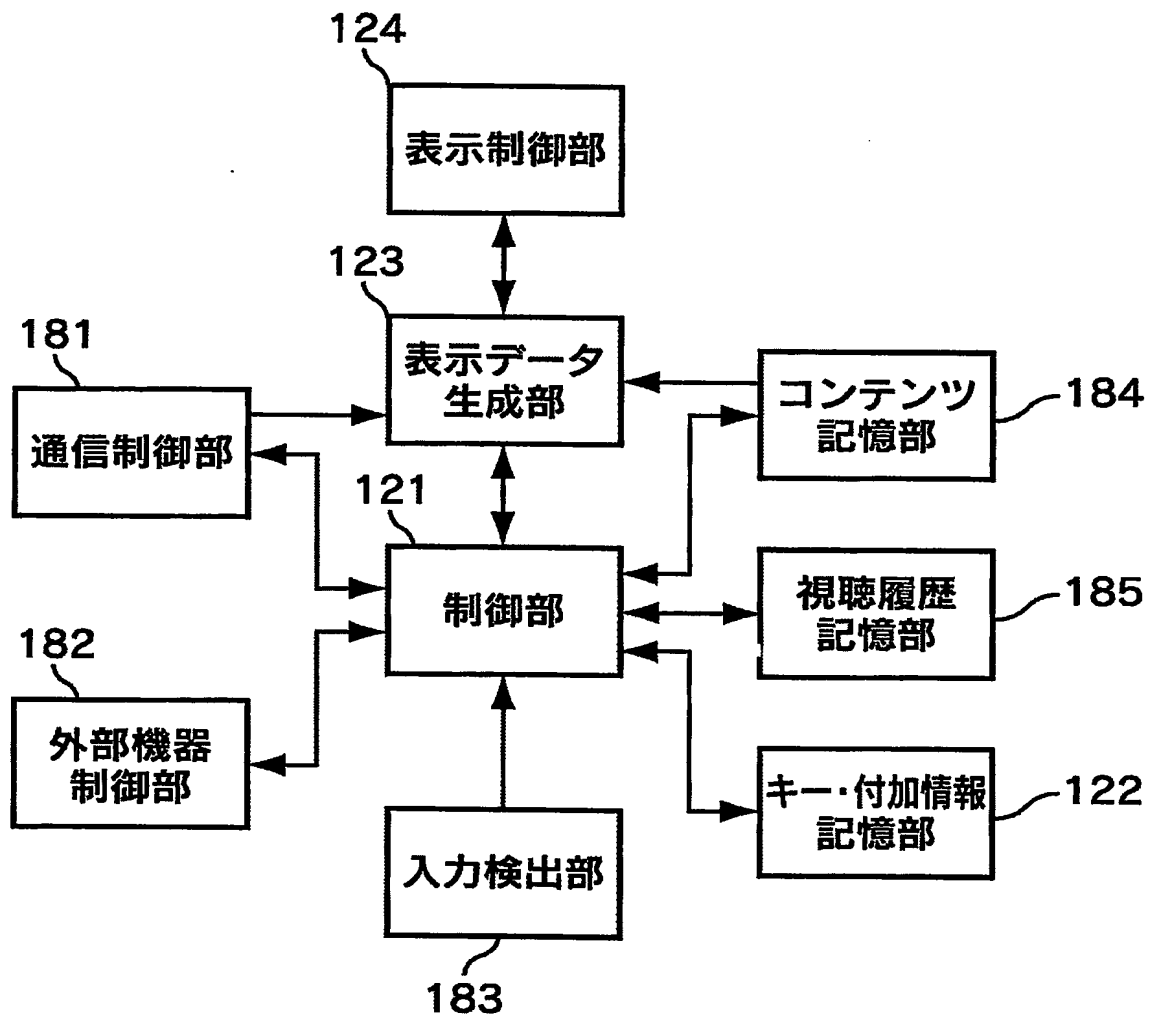 124
表示制御部
123
表示データ
生成部
181
通信制御部
コンテンツ
記憶部
184
121
制御部
視聴履歴
記憶部
185
182
外部機器
制御部
キー・付加情報
記憶部
122
入力検出部
183